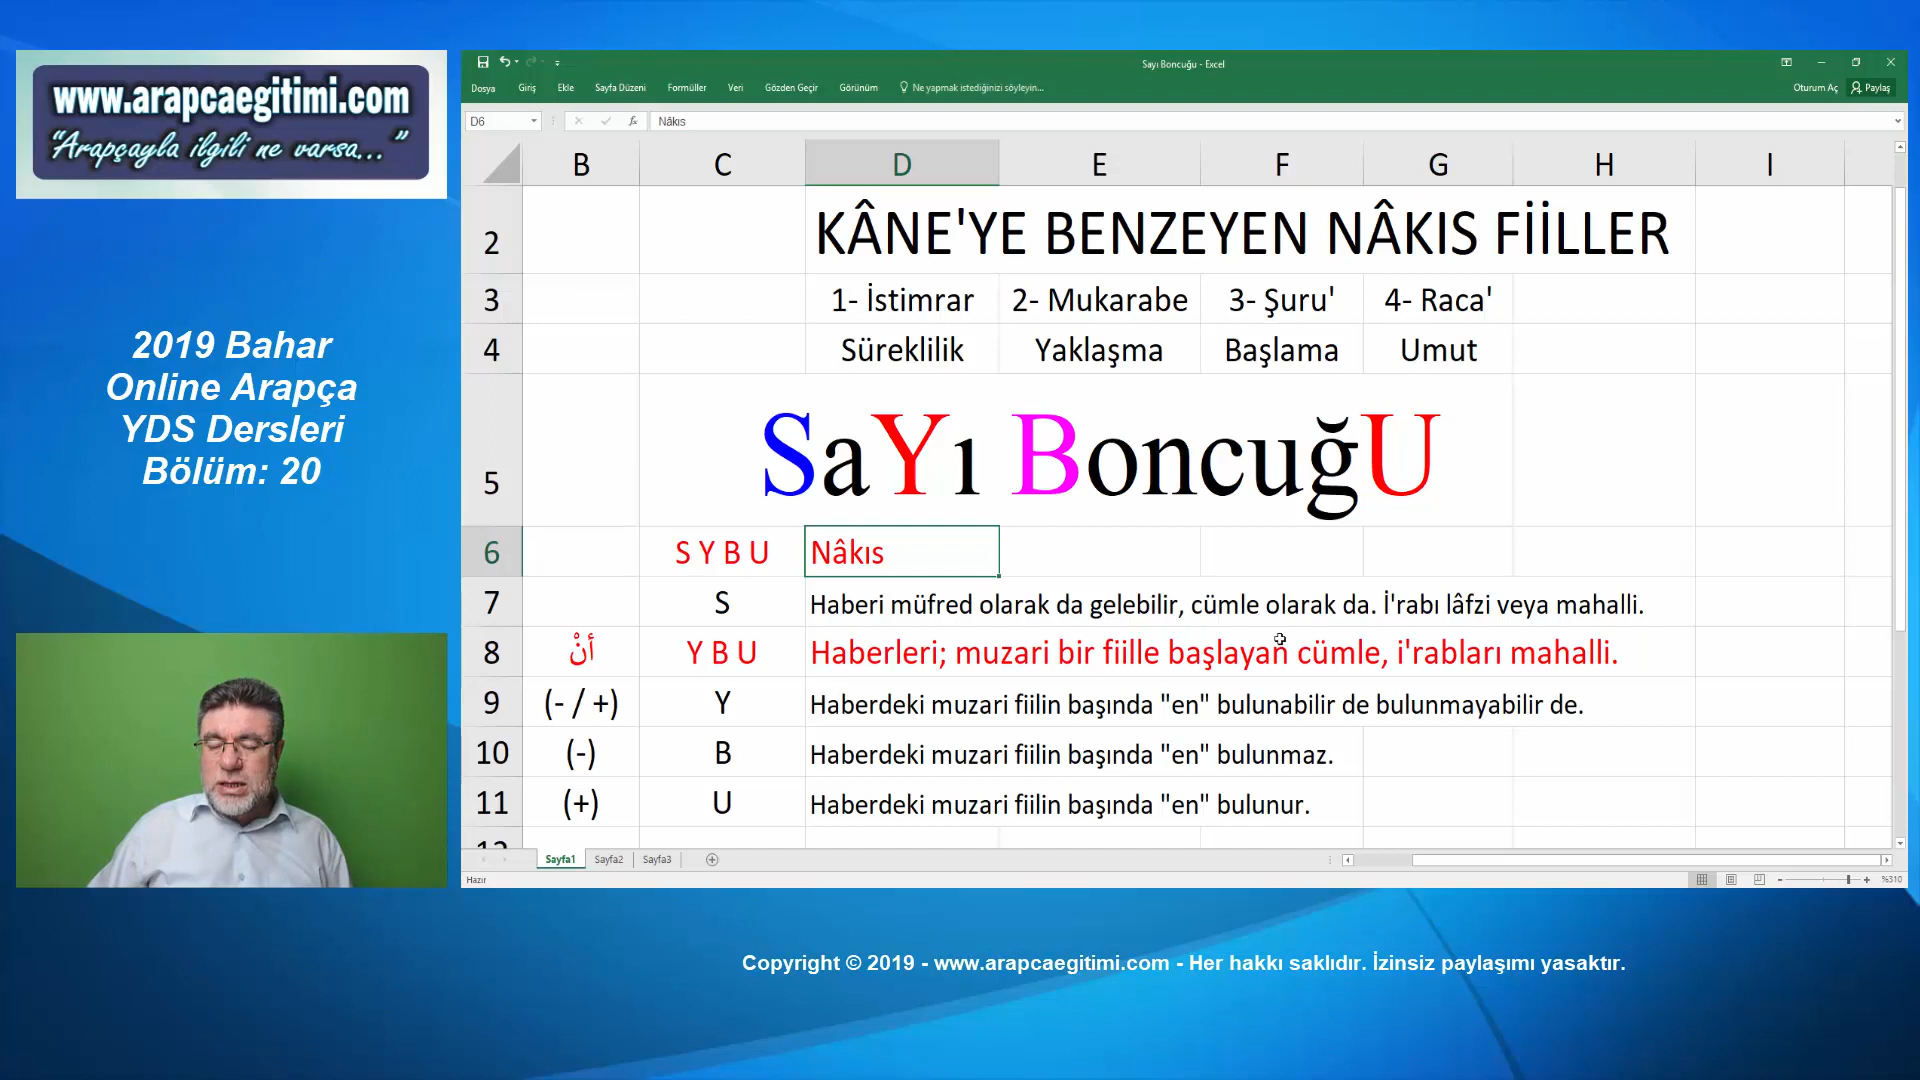 www.arapcaegitimi.com
"Arapçayla ilgili ne varsa..."
2019 Bahar
Online Arapça
YDS Dersleri
Bölüm: 20
Sayı Boncuğu - Excel
Dosya Giriş Ekle Sayfa Düzeni Formüller Veri Gözden Geçir Görünüm Ne yapmak istediğinizi söyleyin... Oturum Aç Paylaş
D6 fx Nâkıs
B C D E F G H I
2 KÂNE'YE BENZEYEN NÂKIS FİİLLER
3 1- İstimrar 2- Mukarabe 3- Şuru' 4- Raca'
4 Süreklilik Yaklaşma Başlama Umut
5 SaYı BoncuğU
6 S Y B U Nâkıs
7 S Haberi müfred olarak da gelebilir, cümle olarak da. İ'rabı lâfzi veya mahalli.
8 أنْ Y B U Haberleri; muzari bir fiille başlayan cümle, i'rabları mahalli.
9 (- / +) Y Haberdeki muzari fiilin başında "en" bulunabilir de bulunmayabilir de.
10 (-) B Haberdeki muzari fiilin başında "en" bulunmaz.
11 (+) U Haberdeki muzari fiilin başında "en" bulunur.
12
Sayfa1 Sayfa2 Sayfa3
Hazır %310
Copyright © 2019 - www.arapcaegitimi.com - Her hakkı saklıdır. İzinsiz paylaşımı yasaktır.